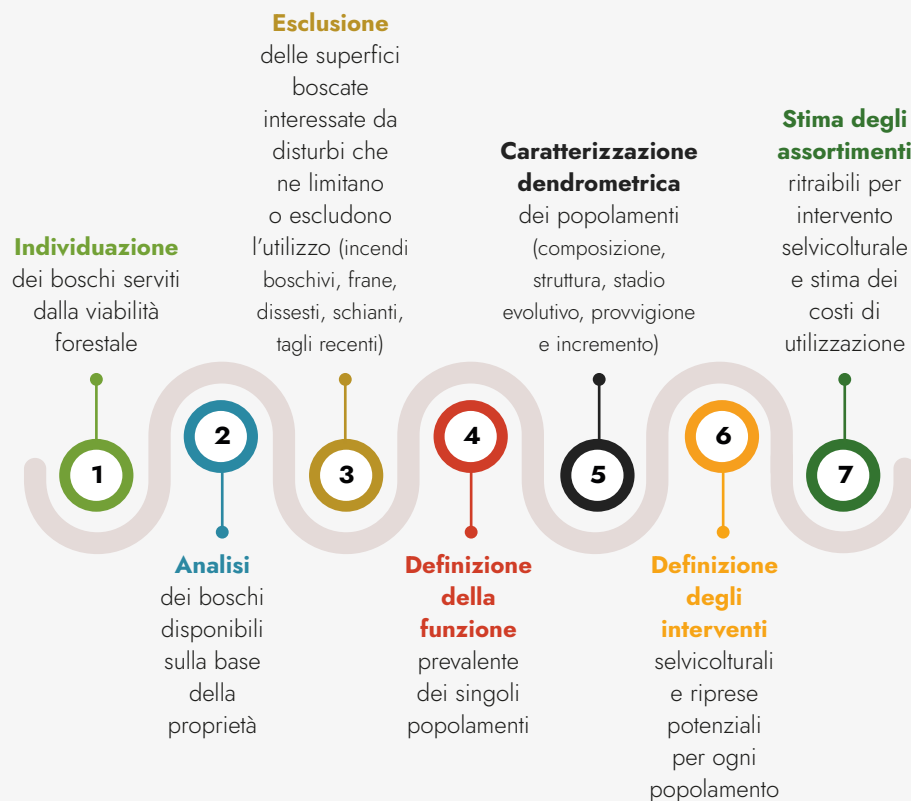 Individuazione
dei boschi serviti
dalla viabilità
forestale
1
2
Analisi
dei boschi
disponibili
sulla base
della
proprietà
Esclusione
delle superfici
boscate
interessate da
disturbi che
ne limitano
o escludono
l'utilizzo (incendi
boschivi, frane,
dissesti, schianti,
tagli recenti)
3
4
Definizione
della
funzione
prevalente
dei singoli
popolamenti
Caratterizzazione
dendrometrica
dei popolamenti
(composizione,
struttura, stadio
evolutivo, provvigione
e incremento)
5
6
Definizione
degli
interventi
selvicolturali
e riprese
potenziali
per ogni
popolamento
Stima degli
assortimenti
ritraibili per
intervento
selvicolturale
e stima dei
costi di
utilizzazione
7